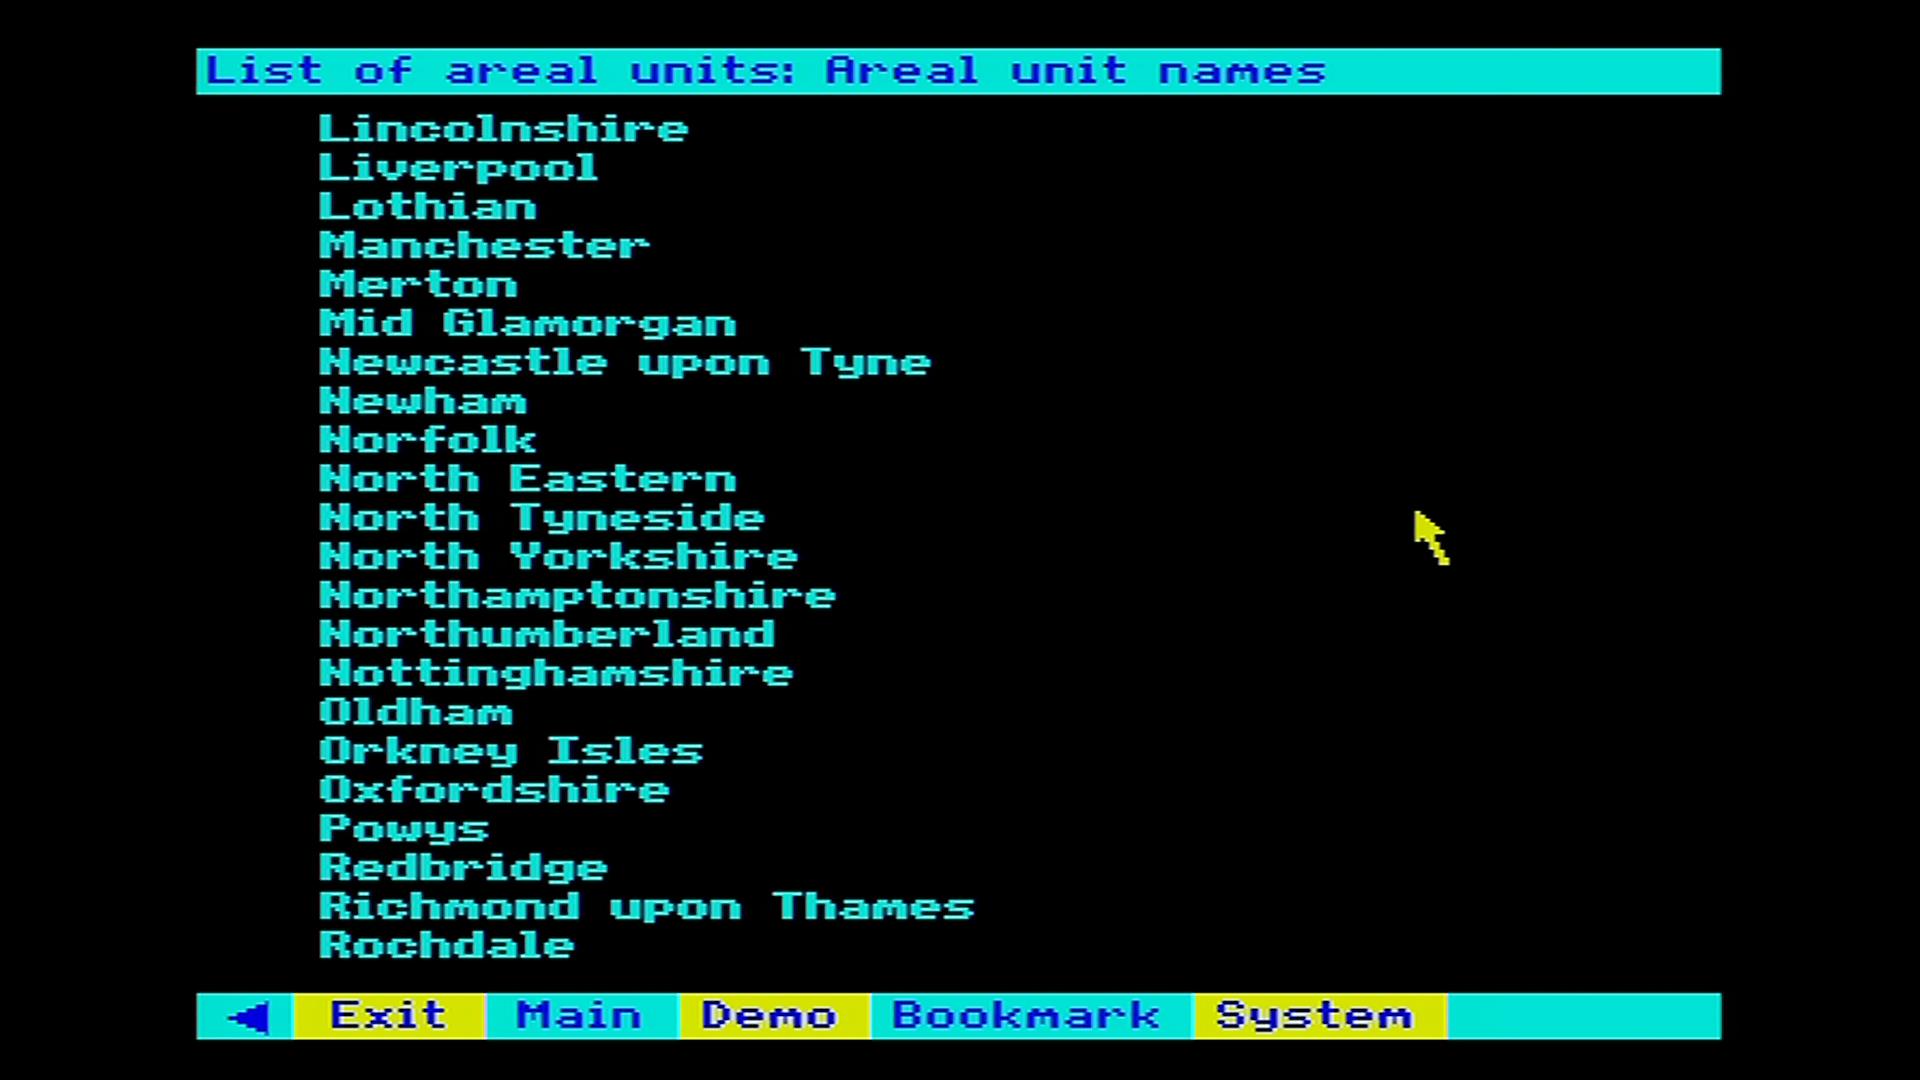 List of areal units: Areal unit names
Lincolnshire
Liverpool
Lothian
Manchester
Merton
Mid Glamorgan
Newcastle upon Tyne
Newham
Norfolk
North Eastern
North Tyneside
North Yorkshire
Northamptonshire
Northumberland
Nottinghamshire
Oldham
Orkney Isles
Oxfordshire
Powys
Redbridge
Richmond upon Thames
Rochdale
Exit Main Demo Bookmark System